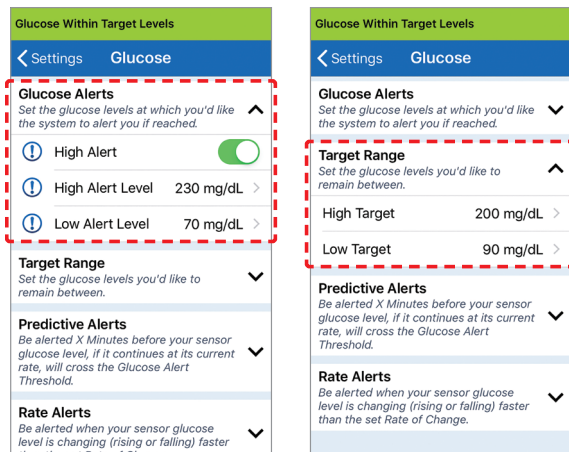 Glucose Within Target Levels
Settings Glucose
Glucose Alerts
Set the glucose levels at which you'd like
the system to alert you if reached.
High Alert
High Alert Level 230 mg/dL
Low Alert Level 70 mg/dL
Target Range
Set the glucose levels you'd like to
remain between.
Predictive Alerts
Be alerted X Minutes before your sensor
glucose level, if it continues at its current
rate, will cross the Glucose Alert
Threshold.
Rate Alerts
Be alerted when your sensor glucose
level is changing (rising or falling) faster
Glucose Within Target Levels
Settings Glucose
Glucose Alerts
Set the glucose levels at which you'd like
the system to alert you if reached.
Target Range
Set the glucose levels you'd like to
remain between.
High Target 200 mg/dL
Low Target 90 mg/dL
Predictive Alerts
Be alerted X Minutes before your sensor
glucose level, if it continues at its current
rate, will cross the Glucose Alert
Threshold.
Rate Alerts
Be alerted when your sensor glucose
level is changing (rising or falling) faster
than the set Rate of Change.